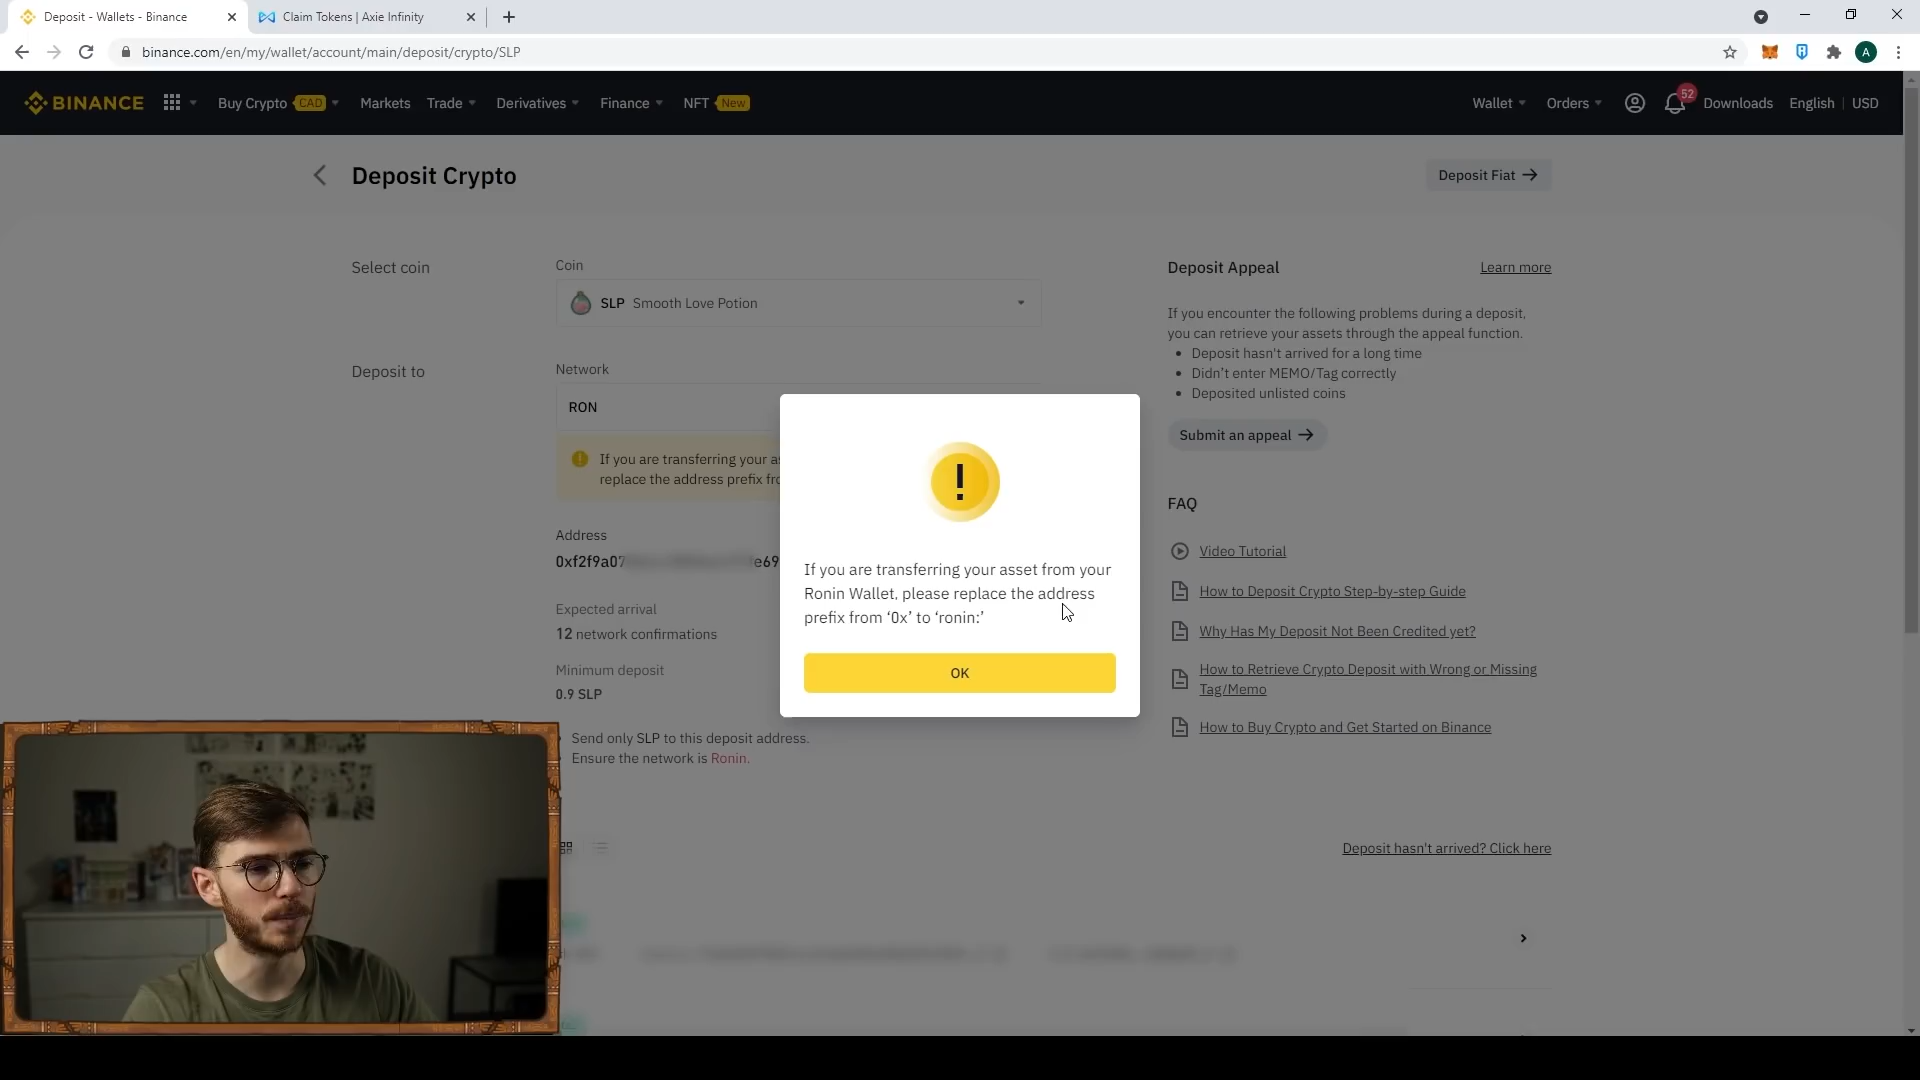 Deposit - Wallets - Binance
Claim Tokens | Axie Infinity
binance.com/en/my/wallet/account/main/deposit/crypto/SLP
A
BINANCE
Buy Crypto CAD
Markets
Trade
Derivatives
Finance
NFT New
Wallet
Orders
52
Downloads
English
USD
Deposit Crypto
Deposit Fiat
Select coin
Coin
SLP Smooth Love Potion
Deposit to
Network
RON
If you are transferring your as
replace the address prefix fro
Address
0xf2f9a07
e69
Expected arrival
12 network confirmations
Minimum deposit
0.9 SLP
Send only SLP to this deposit address.
Ensure the network is Ronin.
!
If you are transferring your asset from your
Ronin Wallet, please replace the address
prefix from ‘0x’ to ‘ronin:’
OK
Deposit Appeal
Learn more
If you encounter the following problems during a deposit,
you can retrieve your assets through the appeal function.
Deposit hasn't arrived for a long time
Didn’t enter MEMO/Tag correctly
Deposited unlisted coins
Submit an appeal
FAQ
Video Tutorial
How to Deposit Crypto Step-by-step Guide
Why Has My Deposit Not Been Credited yet?
How to Retrieve Crypto Deposit with Wrong or Missing
Tag/Memo
How to Buy Crypto and Get Started on Binance
Deposit hasn't arrived? Click here